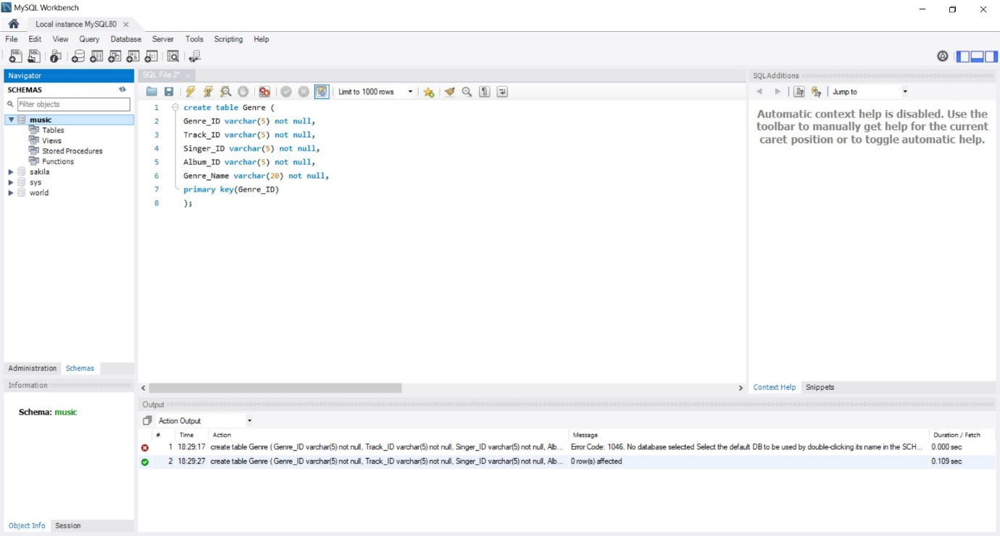 MySQL Workbench
Local instance MySQL80
File Edit View Query Database Server Tools Scripting Help
Navigator
SCHEMAS
Filter objects
music
Tables
Views
Stored Procedures
Functions
sakila
sys
world
Administration Schemas
Information
Schema: music
Object Info Session
SQL File 2*
Limit to 1000 rows
1 create table Genre (
2 Genre_ID varchar(5) not null,
3 Track_ID varchar(5) not null,
4 Singer_ID varchar(5) not null,
5 Album_ID varchar(5) not null,
6 Genre_Name varchar(20) not null,
7 primary key(Genre_ID)
8 );
SQLAdditions
Jump to
Automatic context help is disabled. Use the
toolbar to manually get help for the current
caret position or to toggle automatic help.
Context Help Snippets
Output
Action Output
# Time Action Message Duration / Fetch
1 18:29:17 create table Genre ( Genre_ID varchar(5) not null, Track_ID varchar(5) not null, Singer_ID varchar(5) not null, Alb... Error Code: 1046. No database selected Select the default DB to be used by double-clicking its name in the SCH... 0.000 sec
2 18:29:27 create table Genre ( Genre_ID varchar(5) not null, Track_ID varchar(5) not null, Singer_ID varchar(5) not null, Alb... 0 row(s) affected 0.109 sec